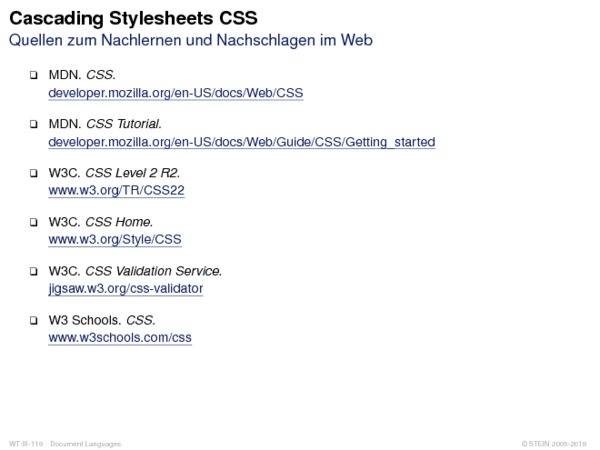 Cascading Stylesheets CSS
Quellen zum Nachlernen und Nachschlagen im Web
❑ MDN. CSS.
developer.mozilla.org/en-US/docs/Web/CSS
❑ MDN. CSS Tutorial.
developer.mozilla.org/en-US/docs/Web/Guide/CSS/Getting_started
❑ W3C. CSS Level 2 R2.
www.w3.org/TR/CSS22
❑ W3C. CSS Home.
www.w3.org/Style/CSS
❑ W3C. CSS Validation Service.
jigsaw.w3.org/css-validator
❑ W3 Schools. CSS.
www.w3schools.com/css
WT:III-119 Document Languages © STEIN 2005-2018